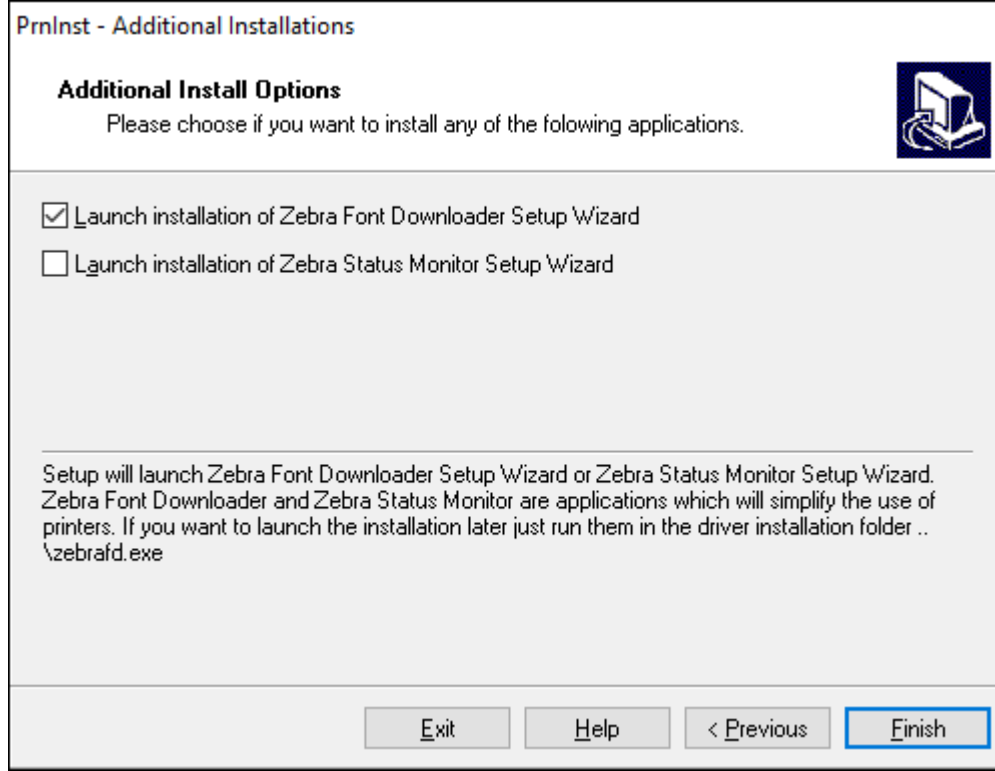 PrnInst - Additional Installations
Additional Install Options
Please choose if you want to install any of the folowing applications.
Launch installation of Zebra Font Downloader Setup Wizard
Launch installation of Zebra Status Monitor Setup Wizard
Setup will launch Zebra Font Downloader Setup Wizard or Zebra Status Monitor Setup Wizard.
Zebra Font Downloader and Zebra Status Monitor are applications which will simplify the use of
printers. If you want to launch the installation later just run them in the driver installation folder ..
\zebrafd.exe
Exit
Help
< Previous
Finish